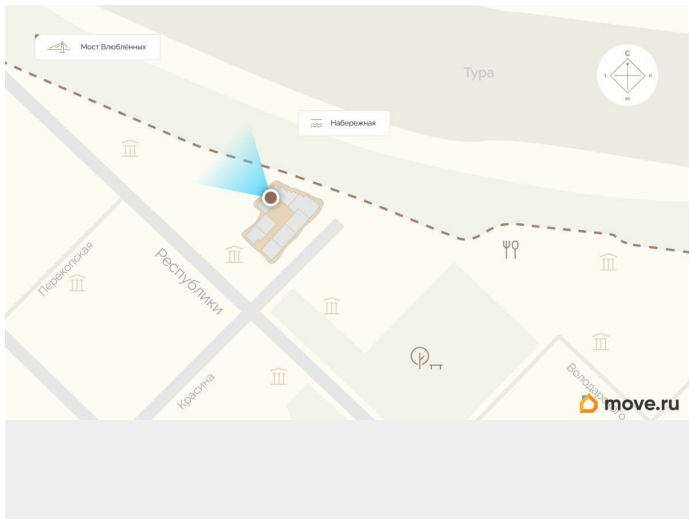 Мост Влюблённых
С
Тура
З
В
Ю
Набережная
Перекопская
Республики
Красина
Володарского
move.ru